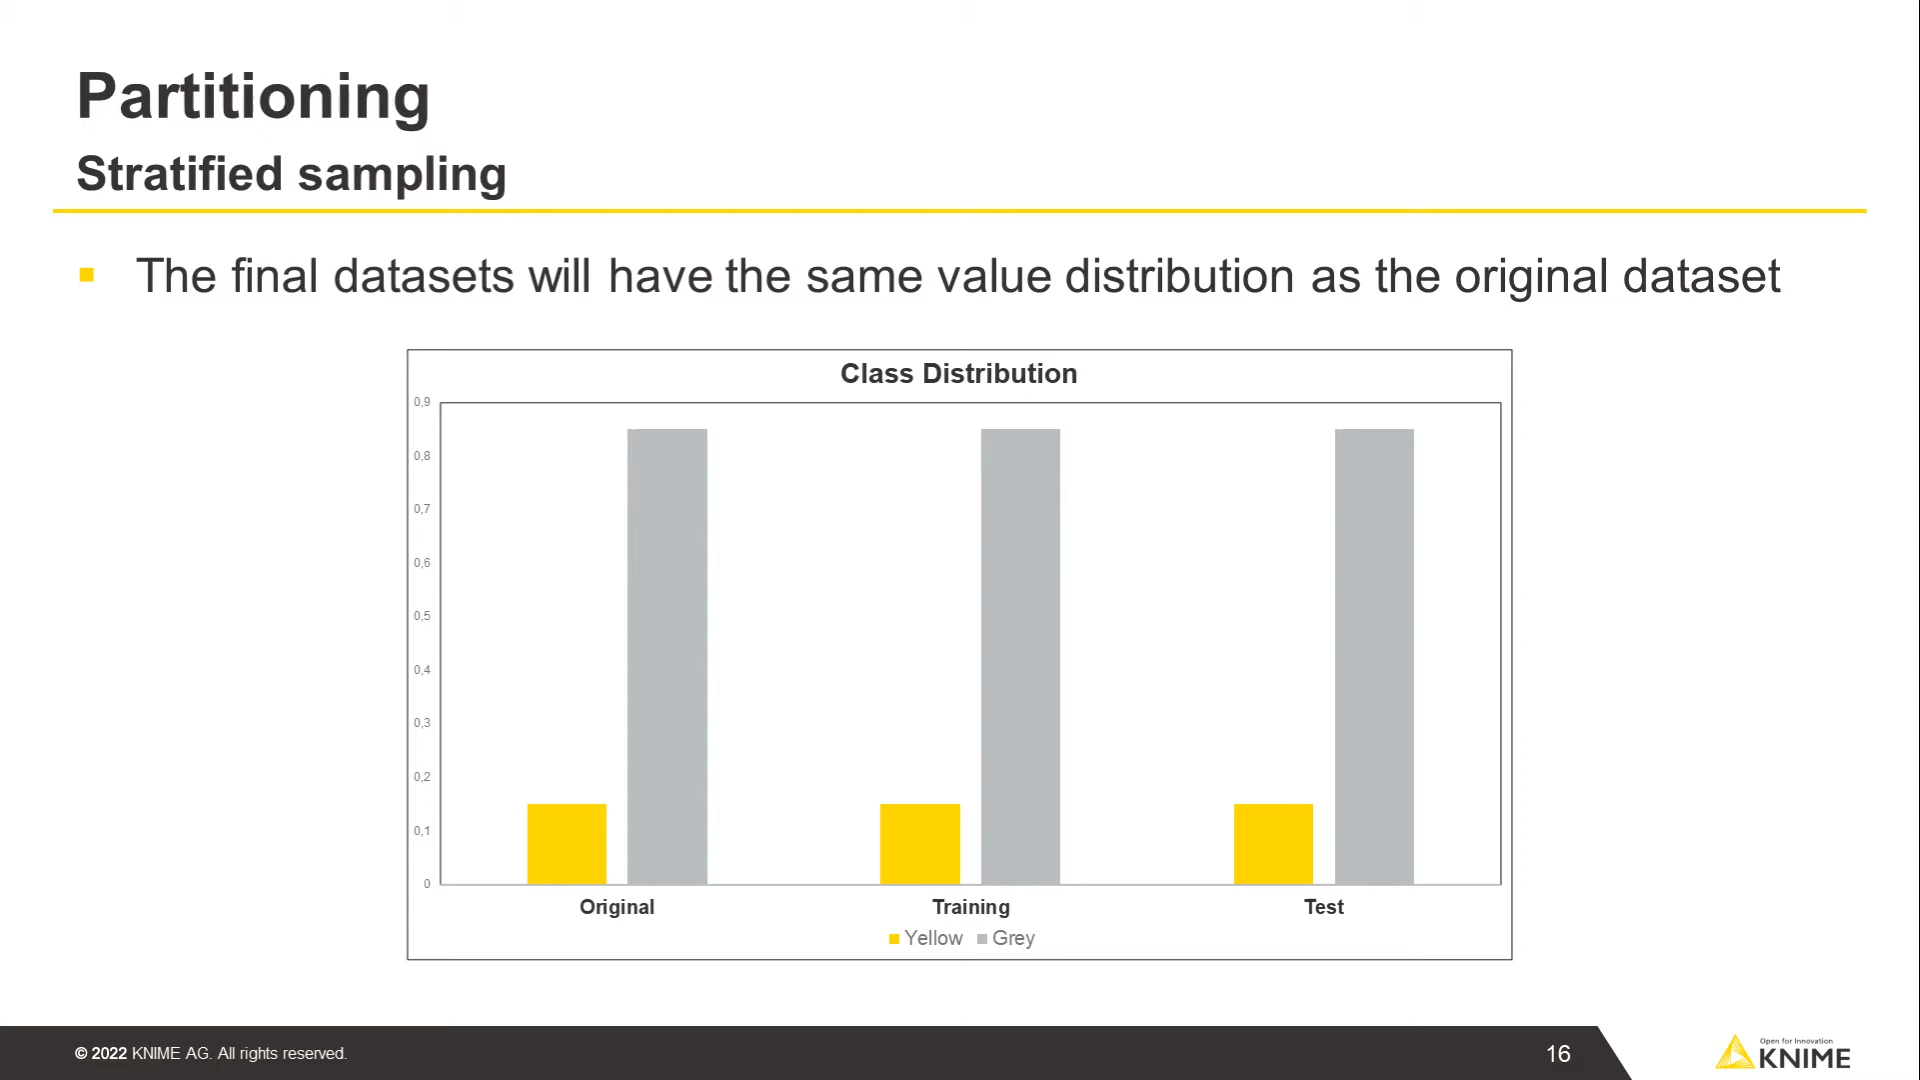 Partitioning
Stratified sampling
▪ The final datasets will have the same value distribution as the original dataset
Class Distribution
0,9
0,8
0,7
0,6
0,5
0,4
0,3
0,2
0,1
0
Original Training Test
Yellow Grey
© 2022 KNIME AG. All rights reserved.
16
Open for Innovation
KNIME